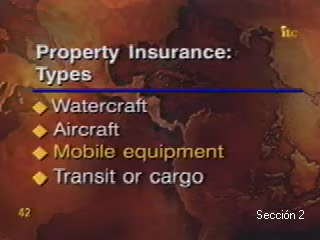 itc
Property Insurance:
Types
Watercraft
Aircraft
Mobile equipment
Transit or cargo
42
Sección 2